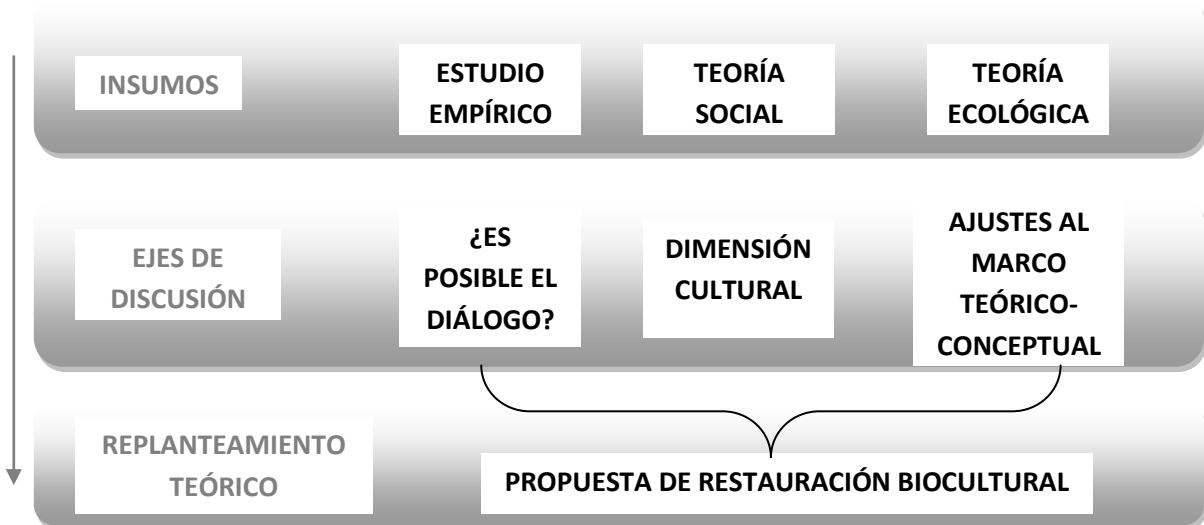 INSUMOS
ESTUDIO
EMPÍRICO
TEORÍA
SOCIAL
TEORÍA
ECOLÓGICA
EJES DE
DISCUSIÓN
¿ES
POSIBLE EL
DIÁLOGO?
DIMENSIÓN
CULTURAL
AJUSTES AL
MARCO
TEÓRICO-
CONCEPTUAL
REPLANTEAMIENTO
TEÓRICO
PROPUESTA DE RESTAURACIÓN BIOCULTURAL